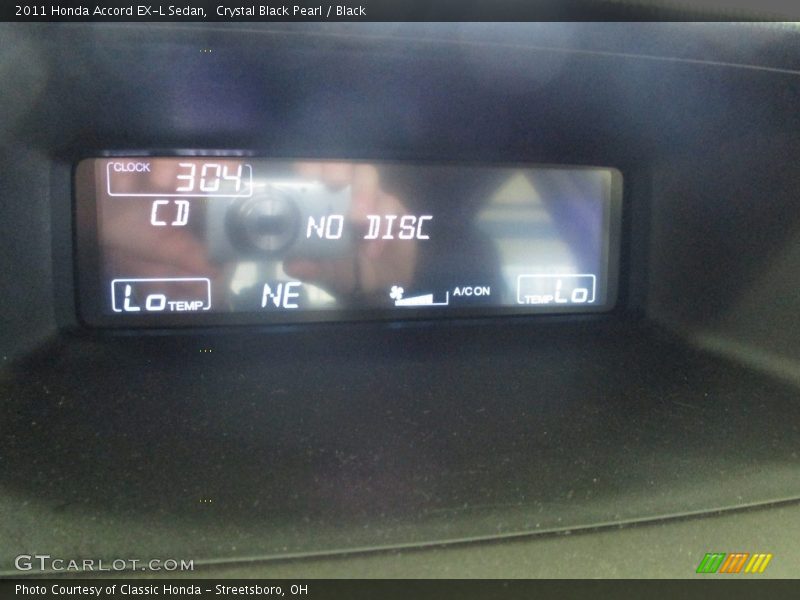 2011 Honda Accord EX-L Sedan,  Crystal Black Pearl / Black
CLOCK 304
CD
NO DISC
Lo TEMP
NE
A/C ON
TEMP Lo
GTCARLOT.COM
Photo Courtesy of Classic Honda - Streetsboro, OH